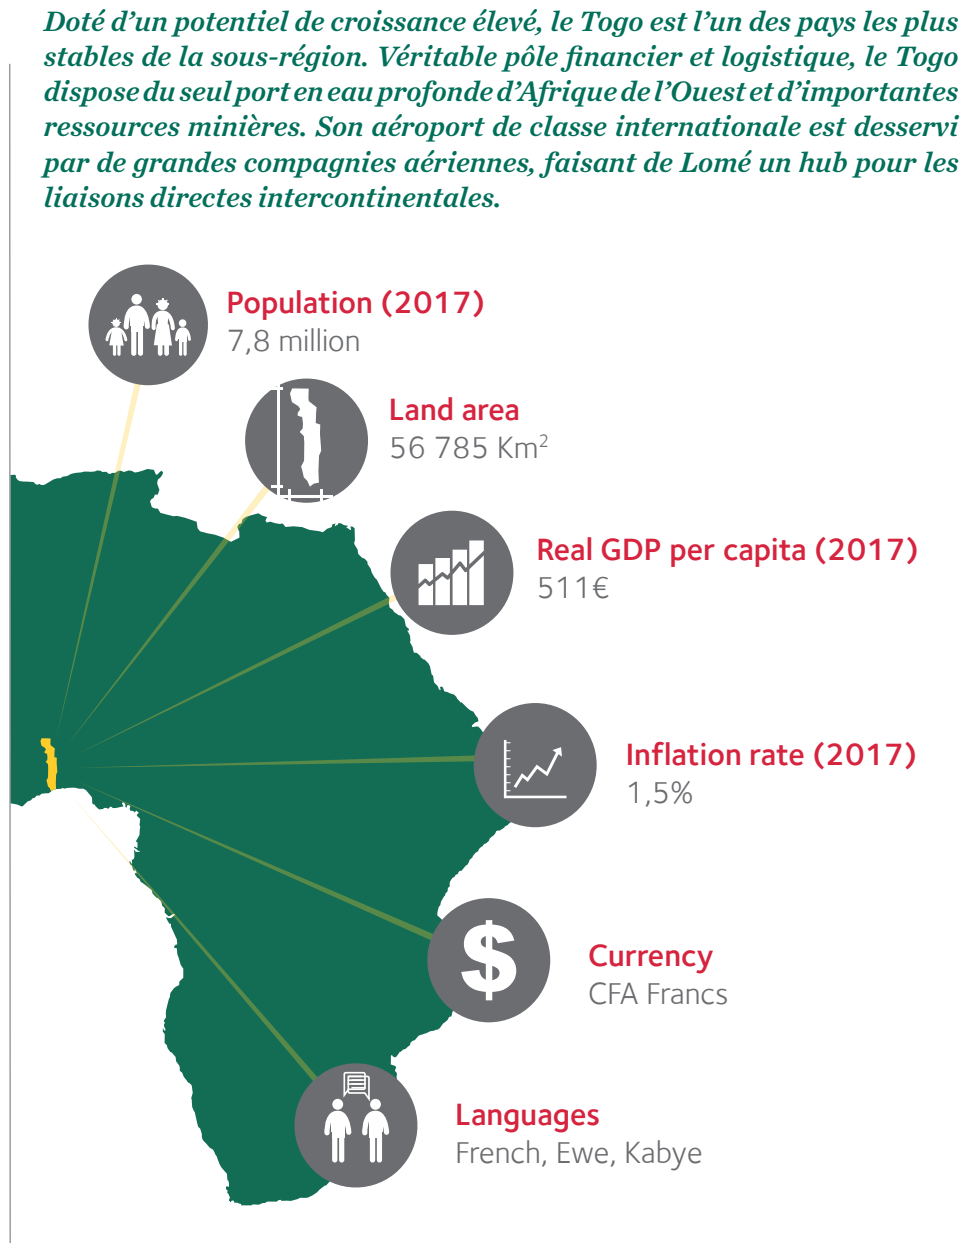 Doté d’un potentiel de croissance élevé, le Togo est l’un des pays les plus
stables de la sous-région. Véritable pôle financier et logistique, le Togo
dispose du seul port en eau profonde d’Afrique de l’Ouest et d’importantes
ressources minières. Son aéroport de classe internationale est desservi
par de grandes compagnies aériennes, faisant de Lomé un hub pour les
liaisons directes intercontinentales.
Population (2017)
7,8 million
Land area
56 785 Km²
Real GDP per capita (2017)
511€
Inflation rate (2017)
1,5%
$
Currency
CFA Francs
Languages
French, Ewe, Kabye